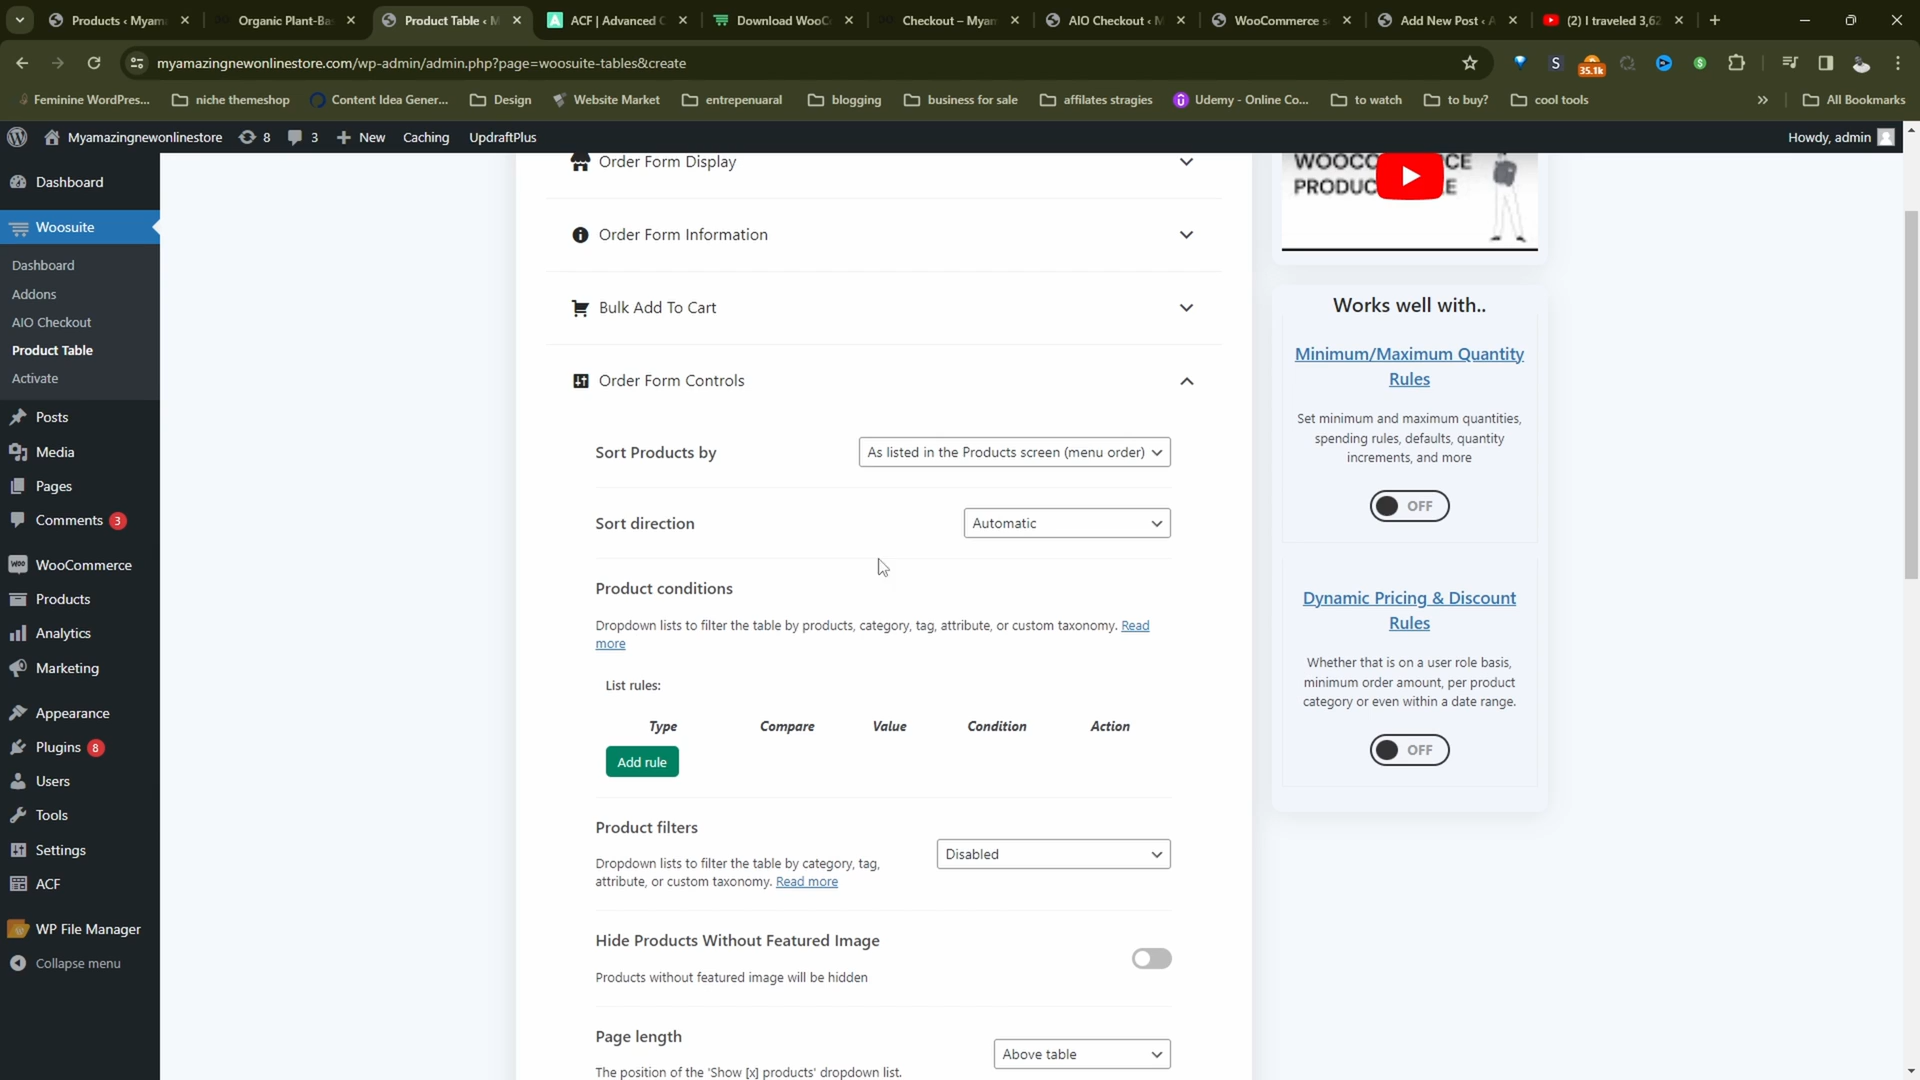 Products ‹ Myam
Organic Plant-Ba
Product Table ‹ M
ACF | Advanced C
Download WooC
Checkout – Myam
AIO Checkout ‹ M
WooCommerce s
Add New Post ‹ A
(2) I traveled 3,62
myamazingnewonlinestore.com/wp-admin/admin.php?page=woosuite-tables&create
35.1k
Feminine WordPres...
niche themeshop
Content Idea Gener...
Design
Website Market
entrepenuaral
blogging
business for sale
affilates stragies
Udemy - Online Co...
to watch
to buy?
cool tools
All Bookmarks
Myamazingnewonlinestore
8
3
New
Caching
UpdraftPlus
Howdy, admin
Dashboard
Woosuite
Dashboard
Addons
AIO Checkout
Product Table
Activate
Posts
Media
Pages
Comments 3
WooCommerce
Products
Analytics
Marketing
Appearance
Plugins 8
Users
Tools
Settings
ACF
WP File Manager
Collapse menu
Order Form Display
Order Form Information
Bulk Add To Cart
Order Form Controls
Sort Products by
As listed in the Products screen (menu order)
Sort direction
Automatic
Product conditions
Dropdown lists to filter the table by products, category, tag, attribute, or custom taxonomy. Read
more
List rules:
Type Compare Value Condition Action
Add rule
Product filters
Disabled
Dropdown lists to filter the table by category, tag,
attribute, or custom taxonomy. Read more
Hide Products Without Featured Image
Products without featured image will be hidden
Page length
Above table
The position of the 'Show [x] products' dropdown list.
Works well with..
Minimum/Maximum Quantity
Rules
Set minimum and maximum quantities,
spending rules, defaults, quantity
increments, and more
OFF
Dynamic Pricing & Discount
Rules
Whether that is on a user role basis,
minimum order amount, per product
category or even within a date range.
OFF